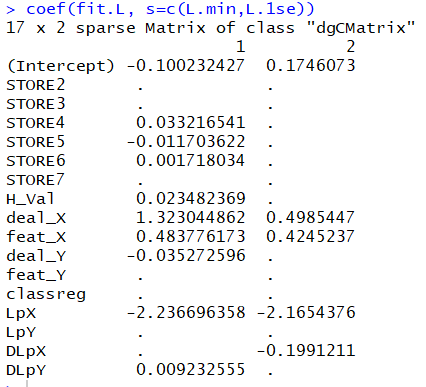 > coef(fit.L, s=c(L.min,L.1se))
17 x 2 sparse Matrix of class "dgCMatrix"
                       1          2
(Intercept) -0.100232427  0.1746073
STORE2       .            .
STORE3       .            .
STORE4       0.033216541  .
STORE5      -0.011703622  .
STORE6       0.001718034  .
STORE7       .            .
H_Val        0.023482369  .
deal_X       1.323044862  0.4985447
feat_X       0.483776173  0.4245237
deal_Y      -0.035272596  .
feat_Y       .            .
classreg     .            .
LpX         -2.236696358 -2.1654376
LpY          .            .
DLpX         .           -0.1991211
DLpY         0.009232555  .